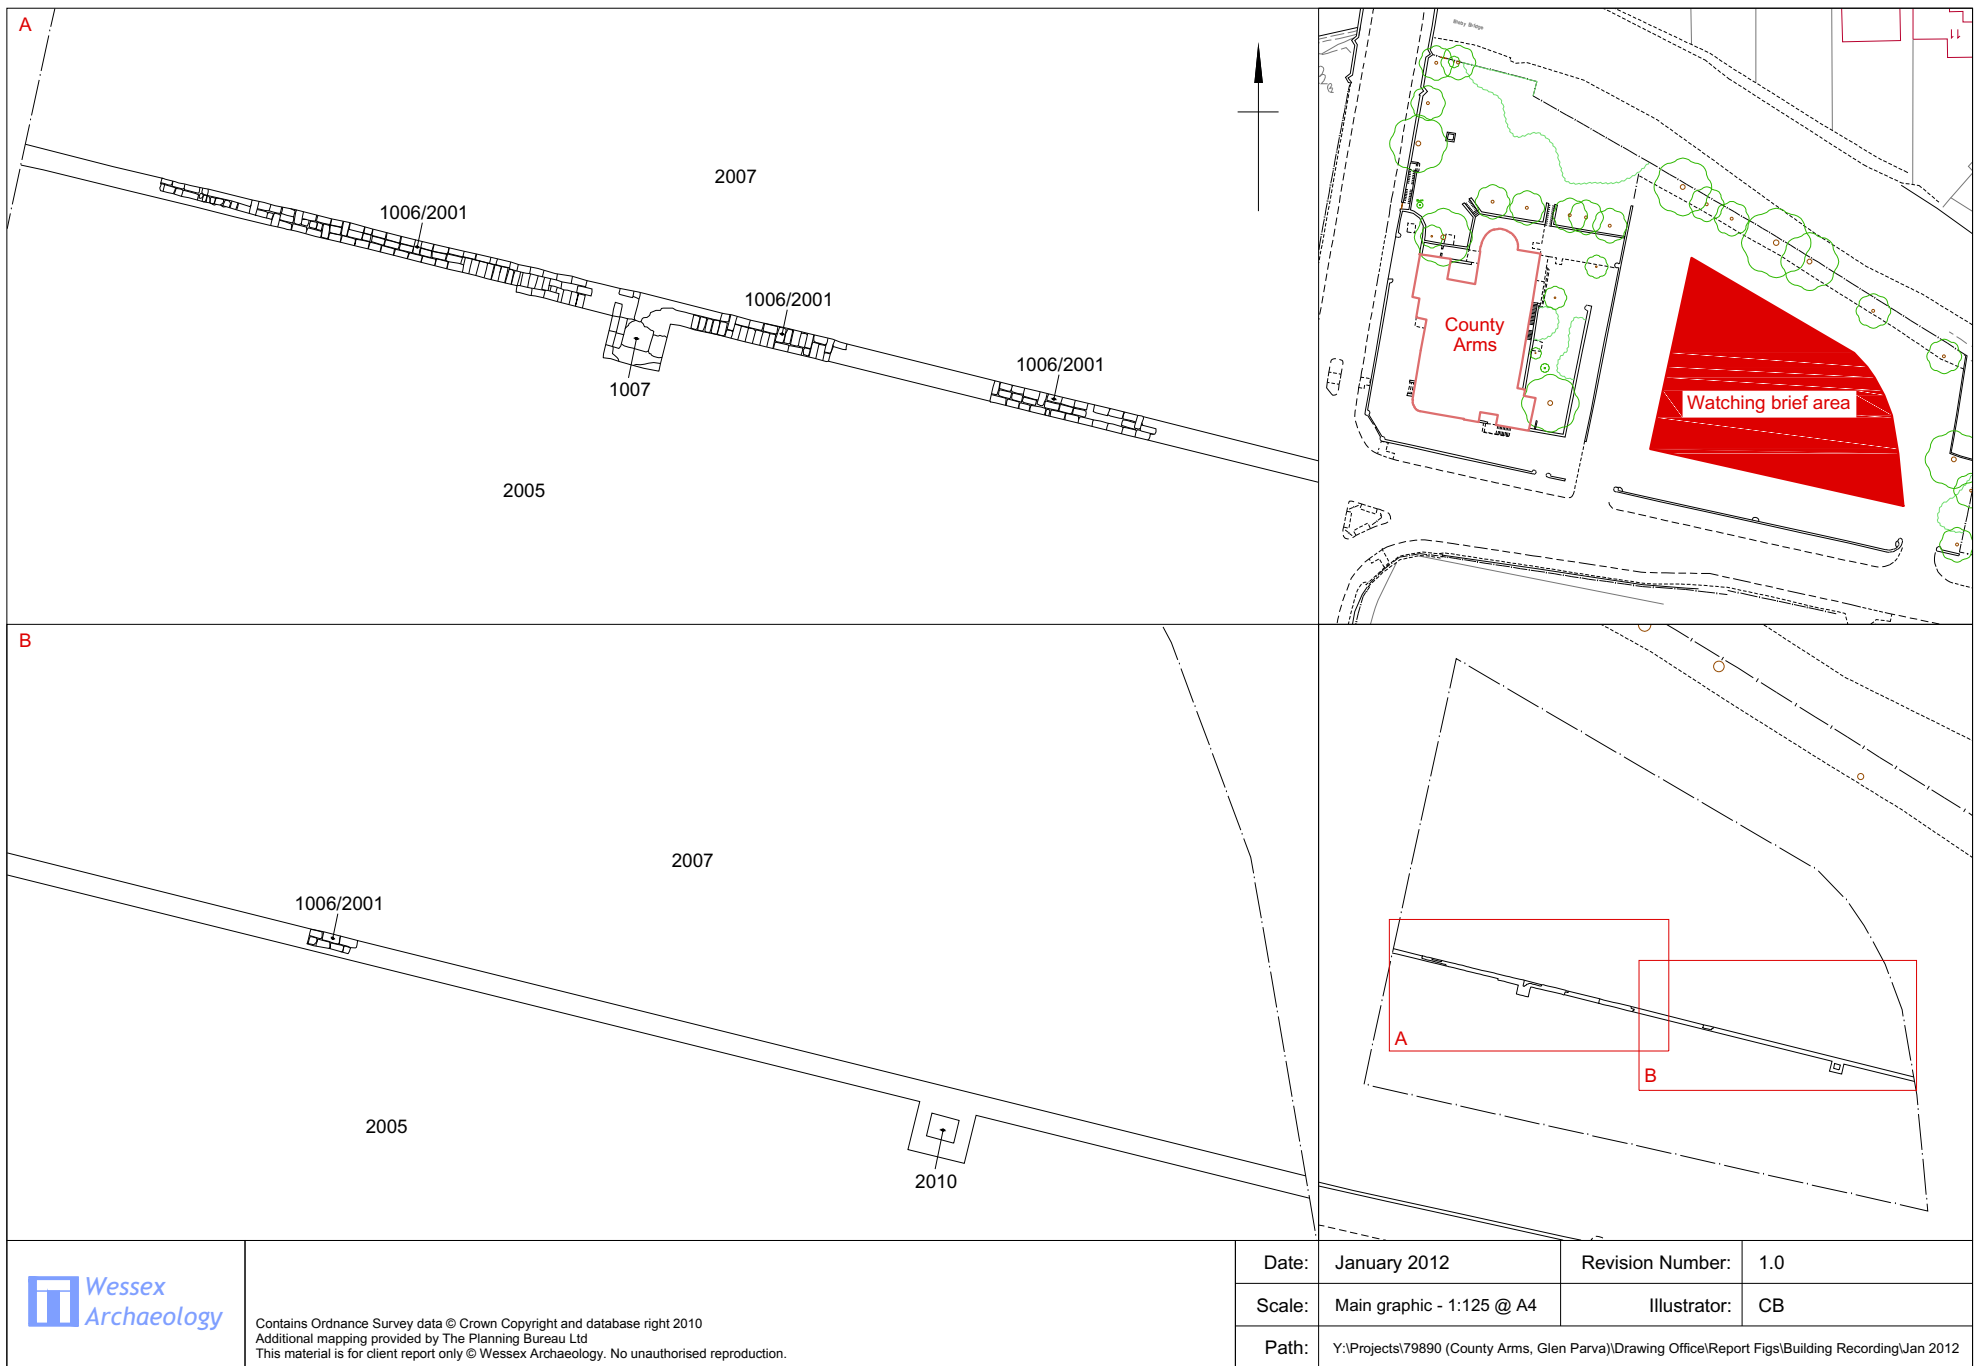 A
2007
1006/2001
1006/2001
1006/2001
1007
2005
Blaby Bridge
County
Arms
Watching brief area
B
2007
1006/2001
2005
2010
A
B
Wessex
Archaeology
Contains Ordnance Survey data © Crown Copyright and database right 2010
Additional mapping provided by The Planning Bureau Ltd
This material is for client report only © Wessex Archaeology. No unauthorised reproduction.
Date: January 2012 Revision Number: 1.0
Scale: Main graphic - 1:125 @ A4 Illustrator: CB
Path: Y:\Projects\79890 (County Arms, Glen Parva)\Drawing Office\Report Figs\Building Recording\Jan 2012